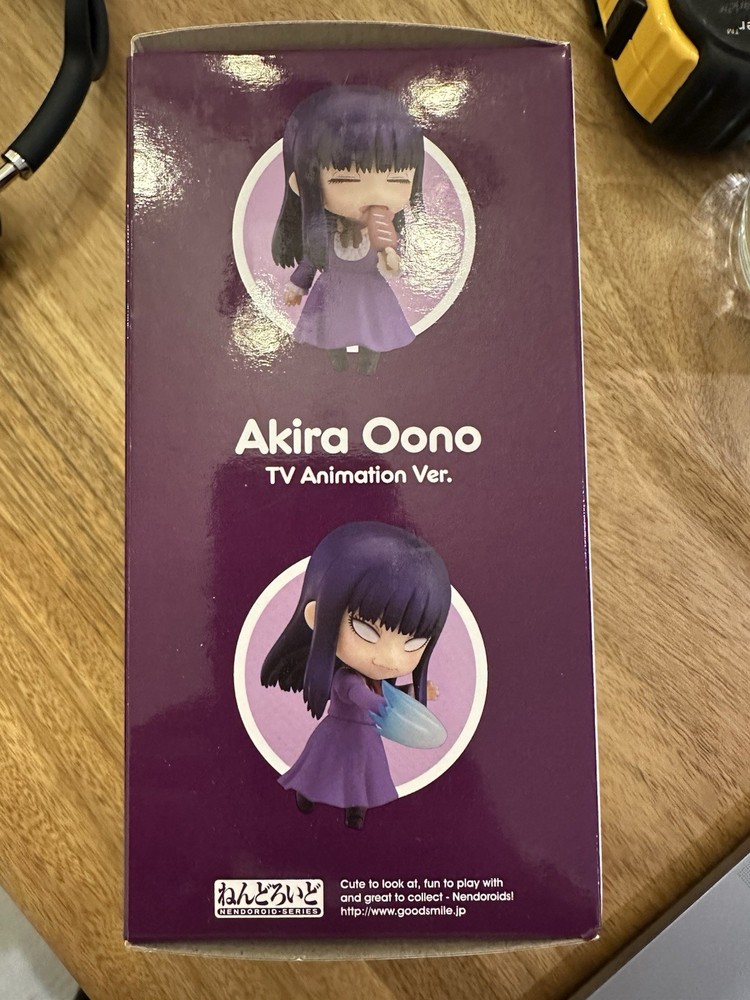 Akira Oono
TV Animation Ver.
ねんどろいど
NENDOROID-SERIES
Cute to look at, fun to play with
and great to collect - Nendoroids!
http://www.goodsmile.jp